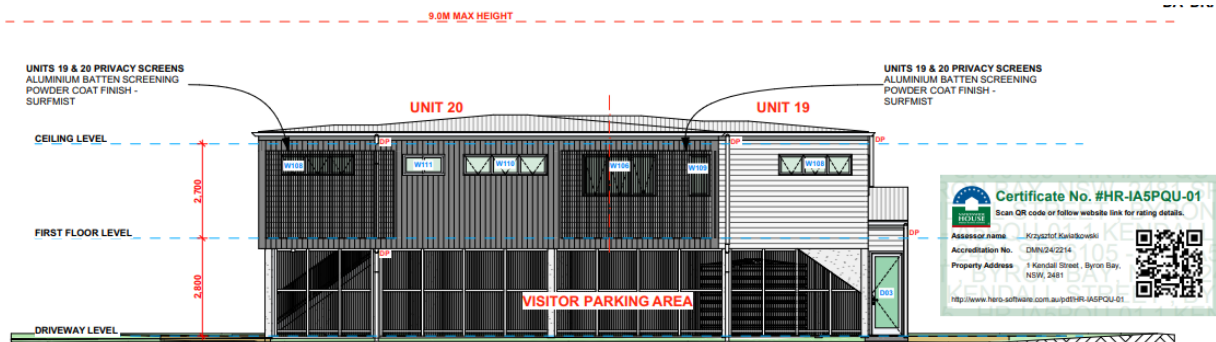 9.0M MAX HEIGHT
UNITS 19 & 20 PRIVACY SCREENS
ALUMINIUM BATTEN SCREENING
POWDER COAT FINISH -
SURFMIST
UNITS 19 & 20 PRIVACY SCREENS
ALUMINIUM BATTEN SCREENING
POWDER COAT FINISH -
SURFMIST
UNIT 20
UNIT 19
CEILING LEVEL
DP
DP
DP
W108
W111
W110
W106
W109
W108
2,700
FIRST FLOOR LEVEL
DP
DP
2,800
VISITOR PARKING AREA
D03
DRIVEWAY LEVEL
HOUSE
Certificate No. #HR-IA5PQU-01
Scan QR code or follow website link for rating details.
Assessor name Krzysztof Kwiatkowski
Accreditation No. DMN/24/2214
Property Address 1 Kendall Street , Byron Bay,
NSW, 2481
http://www.hero-software.com.au/pdf/HR-IA5PQU-01